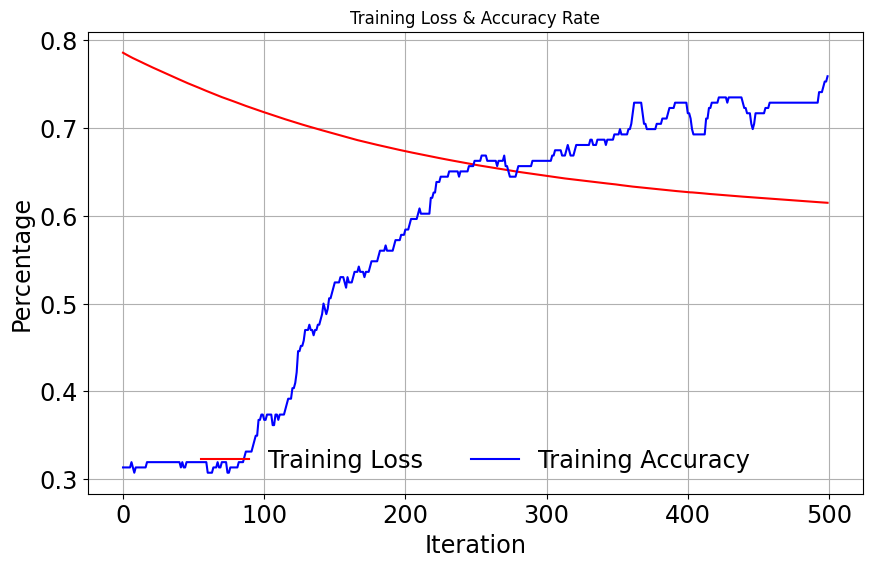 Training Loss & Accuracy Rate
0.8
0.7
0.6
0.5
0.4
0.3
Percentage
Training Loss
Training Accuracy
0
100
200
300
400
500
Iteration